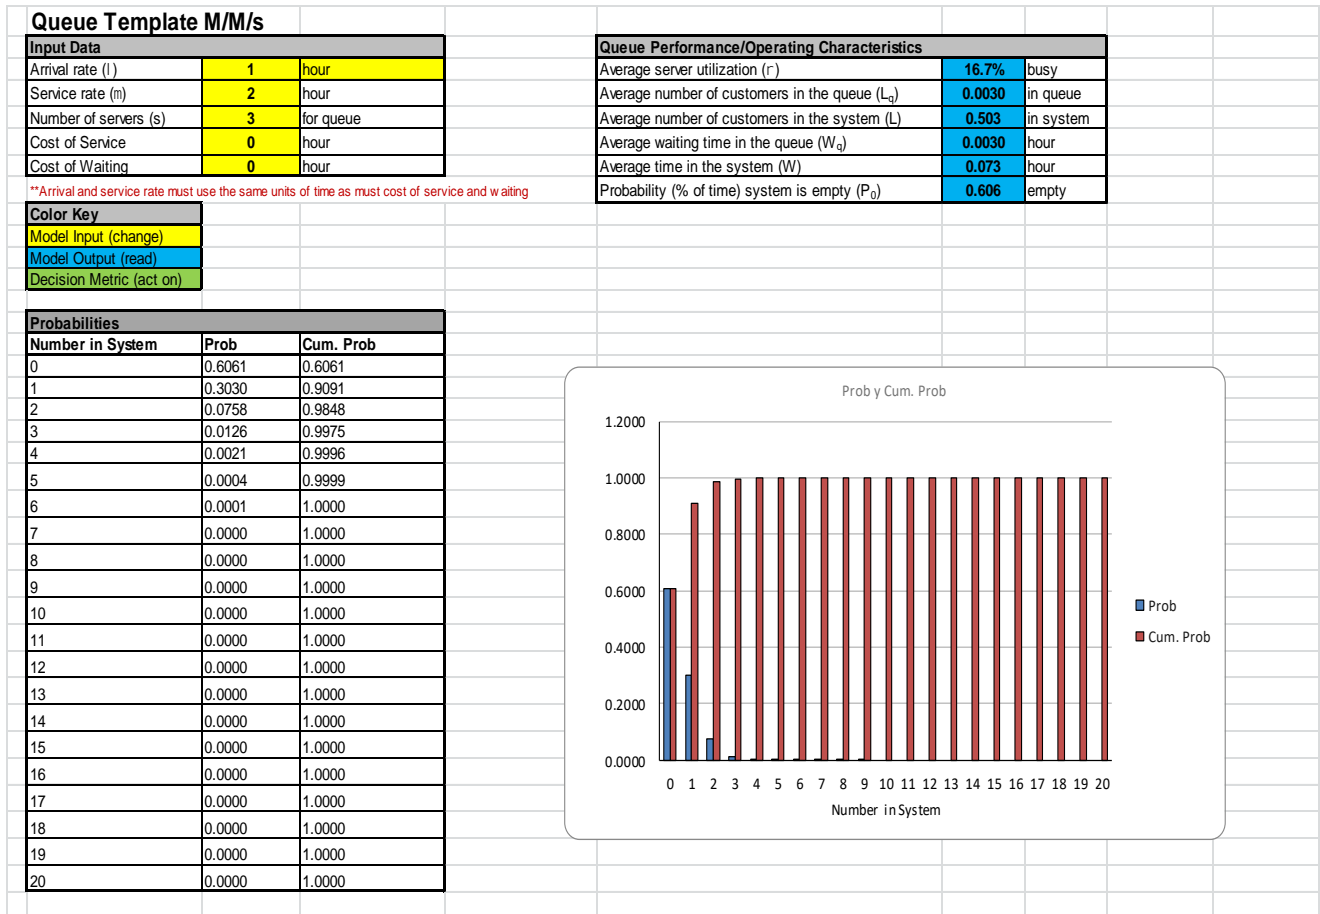 Queue Template M/M/s
Input Data
Arrival rate (l) 1 hour
Service rate (m) 2 hour
Number of servers (s) 3 for queue
Cost of Service 0 hour
Cost of Waiting 0 hour
**Arrival and service rate must use the same units of time as must cost of service and waiting
Queue Performance/Operating Characteristics
Average server utilization (r) 16.7% busy
Average number of customers in the queue (Lq) 0.0030 in queue
Average number of customers in the system (L) 0.503 in system
Average waiting time in the queue (Wq) 0.0030 hour
Average time in the system (W) 0.073 hour
Probability (% of time) system is empty (P0) 0.606 empty
Color Key
Model Input (change)
Model Output (read)
Decision Metric (act on)
Probabilities
Number in System Prob Cum. Prob
0 0.6061 0.6061
1 0.3030 0.9091
2 0.0758 0.9848
3 0.0126 0.9975
4 0.0021 0.9996
5 0.0004 0.9999
6 0.0001 1.0000
7 0.0000 1.0000
8 0.0000 1.0000
9 0.0000 1.0000
10 0.0000 1.0000
11 0.0000 1.0000
12 0.0000 1.0000
13 0.0000 1.0000
14 0.0000 1.0000
15 0.0000 1.0000
16 0.0000 1.0000
17 0.0000 1.0000
18 0.0000 1.0000
19 0.0000 1.0000
20 0.0000 1.0000
Prob y Cum. Prob
1.2000
1.0000
0.8000
0.6000
0.4000
0.2000
0.0000
0 1 2 3 4 5 6 7 8 9 10 11 12 13 14 15 16 17 18 19 20
Number in System
Prob
Cum. Prob